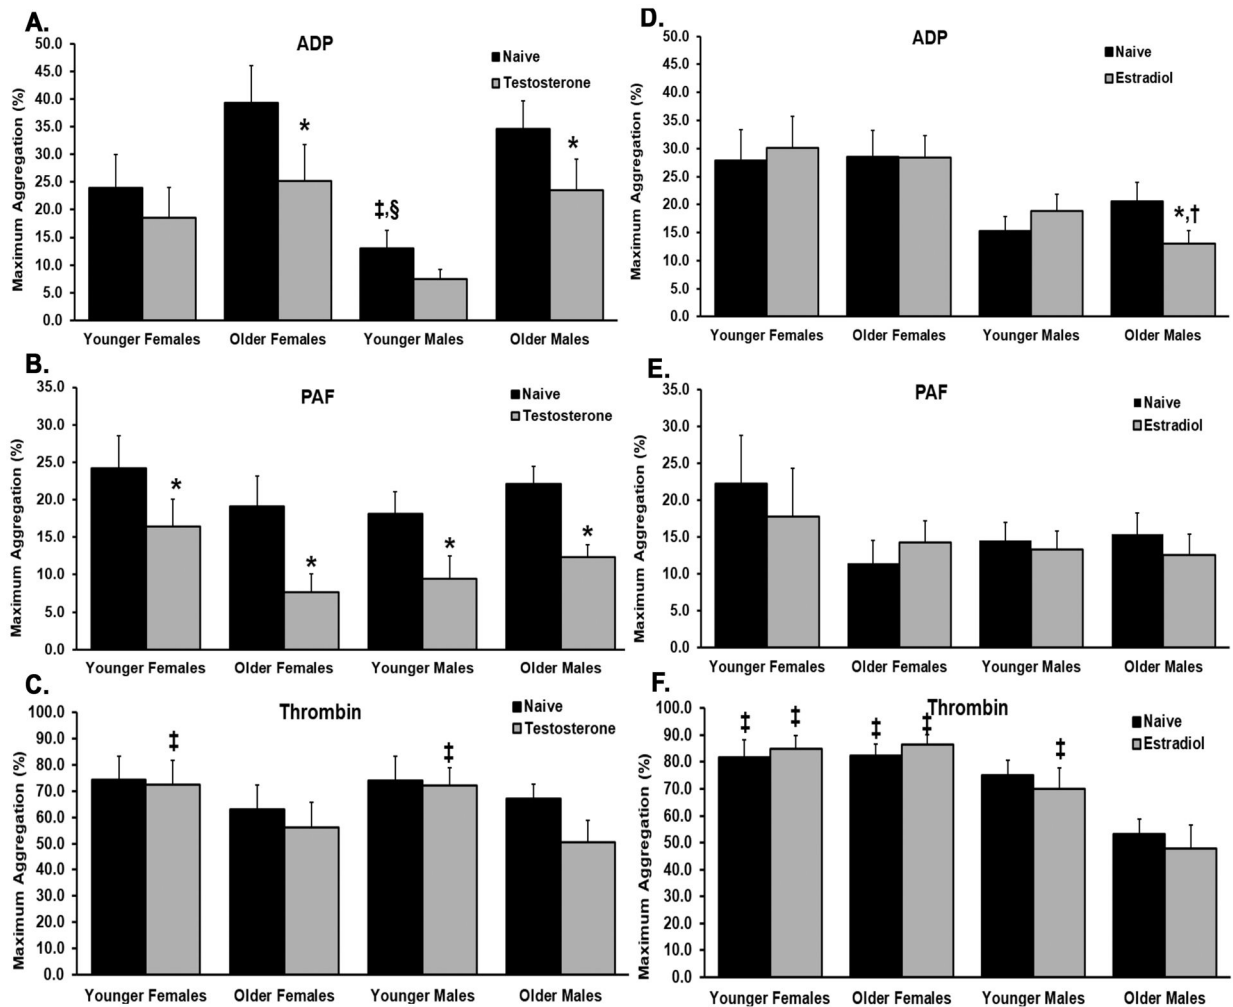 A.
ADP
Naive
Testosterone
50.0
45.0
40.0
35.0
30.0
25.0
20.0
15.0
10.0
5.0
0.0
Maximum Aggregation (%)
*
‡,§
*
Younger Females Older Females Younger Males Older Males
D.
ADP
Naive
Estradiol
50.0
45.0
40.0
35.0
30.0
25.0
20.0
15.0
10.0
5.0
0.0
Maximum Aggregation (%)
*,†
Younger Females Older Females Younger Males Older Males
B.
PAF
Naive
Testosterone
35.0
30.0
25.0
20.0
15.0
10.0
5.0
0.0
Maximum Aggregation (%)
*
*
*
*
Younger Females Older Females Younger Males Older Males
E.
PAF
Naive
Estradiol
35.0
30.0
25.0
20.0
15.0
10.0
5.0
0.0
Maximum Aggregation (%)
Younger Females Older Females Younger Males Older Males
C.
Thrombin
Naive
Testosterone
100.0
90.0
80.0
70.0
60.0
50.0
40.0
30.0
20.0
10.0
0.0
Maximum Aggregation (%)
‡
‡
Younger Females Older Females Younger Males Older Males
F.
Thrombin
Naive
Estradiol
100.0
90.0
80.0
70.0
60.0
50.0
40.0
30.0
20.0
10.0
0.0
Maximum Aggregation (%)
‡
‡
‡
‡
‡
Younger Females Older Females Younger Males Older Males